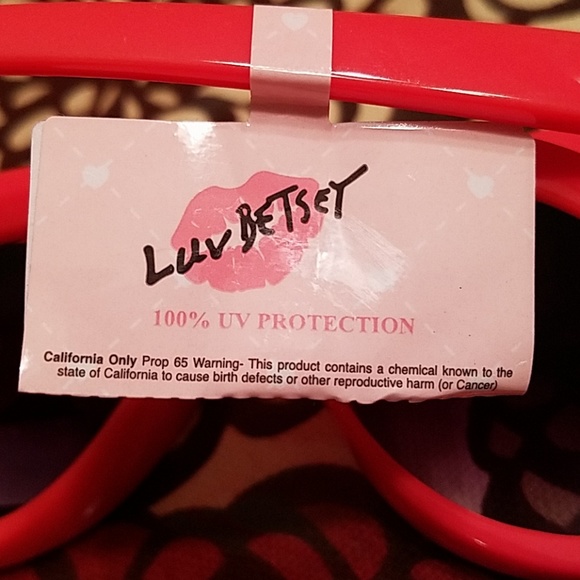 LUV BETSEY
100% UV PROTECTION
California Only Prop 65 Warning- This product contains a chemical known to the
state of California to cause birth defects or other reproductive harm (or Cancer)